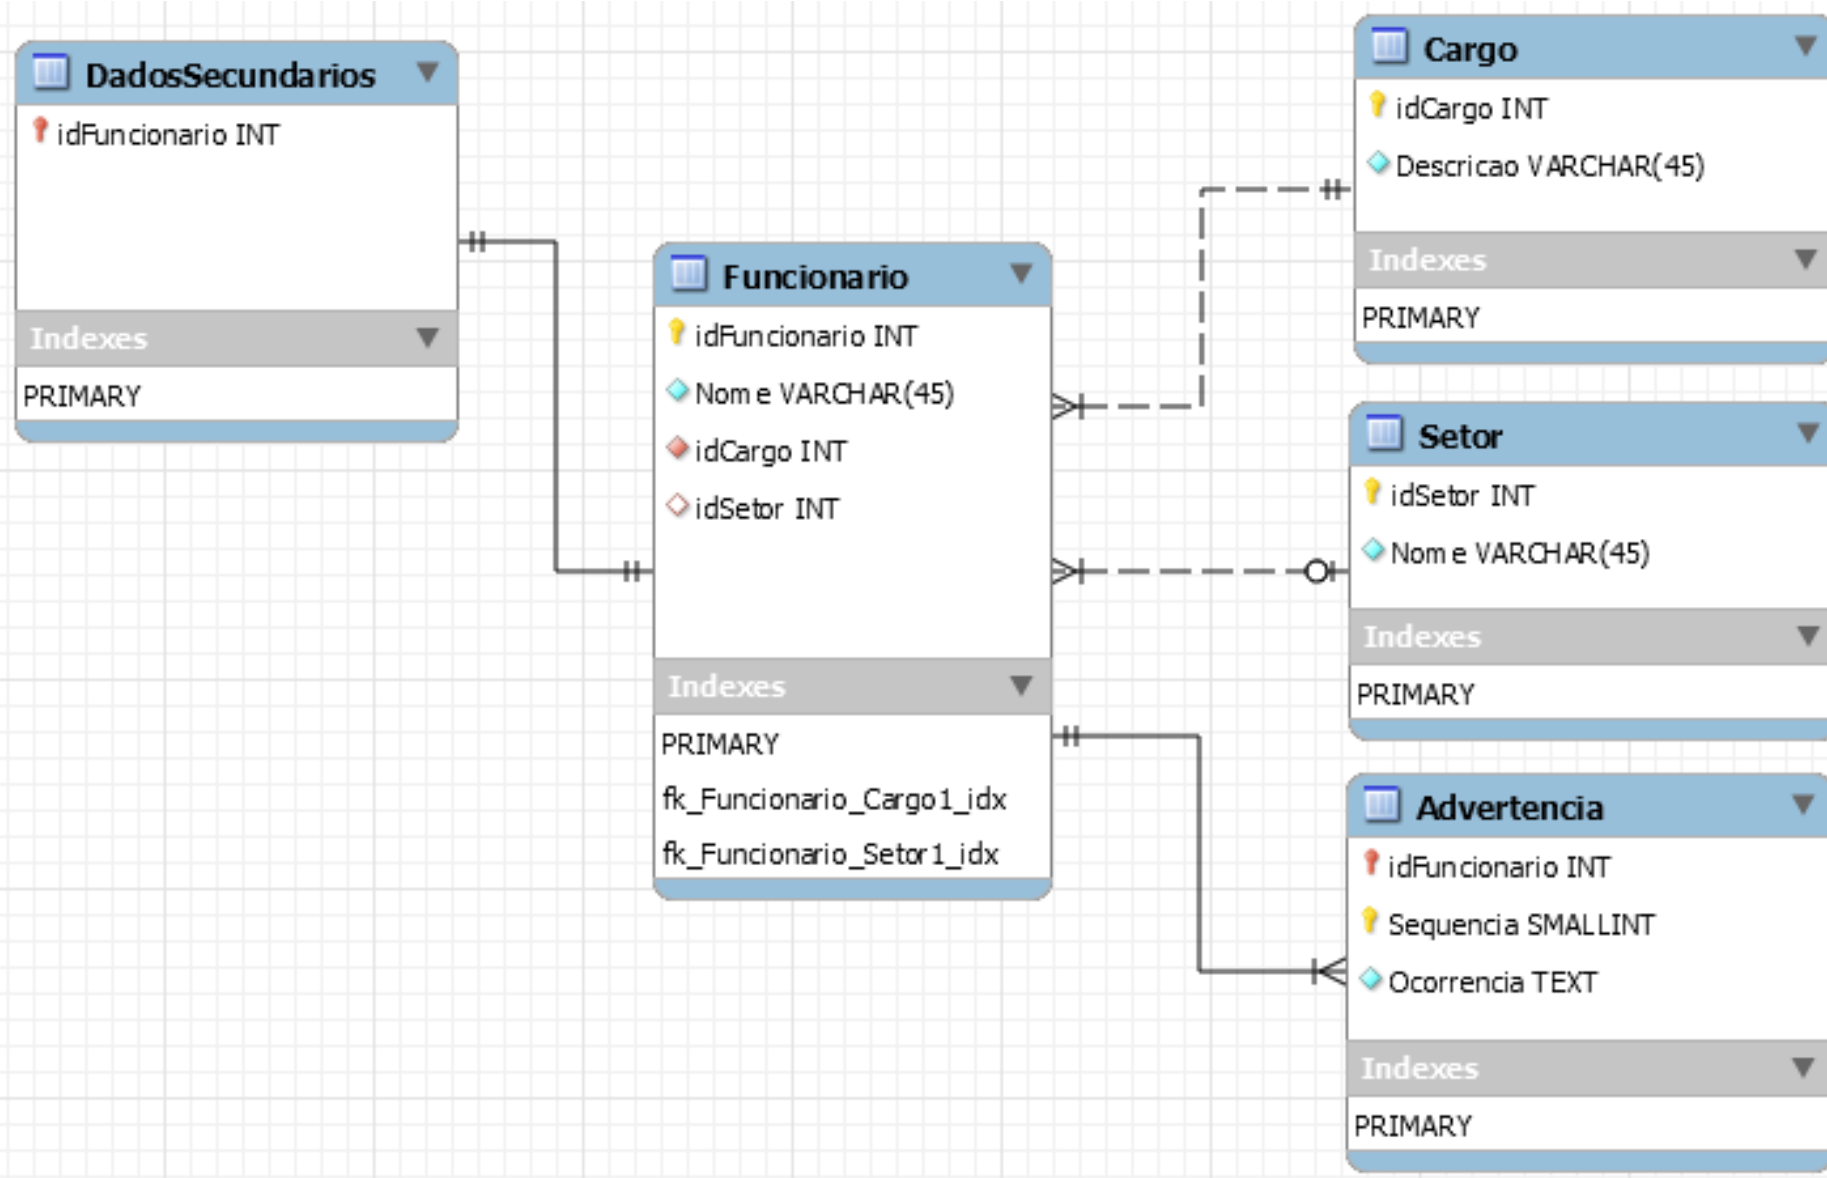 DadosSecundarios
idFuncionario INT
Indexes
PRIMARY
Funcionario
idFuncionario INT
Nome VARCHAR(45)
idCargo INT
idSetor INT
Indexes
PRIMARY
fk_Funcionario_Cargo1_idx
fk_Funcionario_Setor1_idx
Cargo
idCargo INT
Descricao VARCHAR(45)
Indexes
PRIMARY
Setor
idSetor INT
Nome VARCHAR(45)
Indexes
PRIMARY
Advertencia
idFuncionario INT
Sequencia SMALLINT
Ocorrencia TEXT
Indexes
PRIMARY